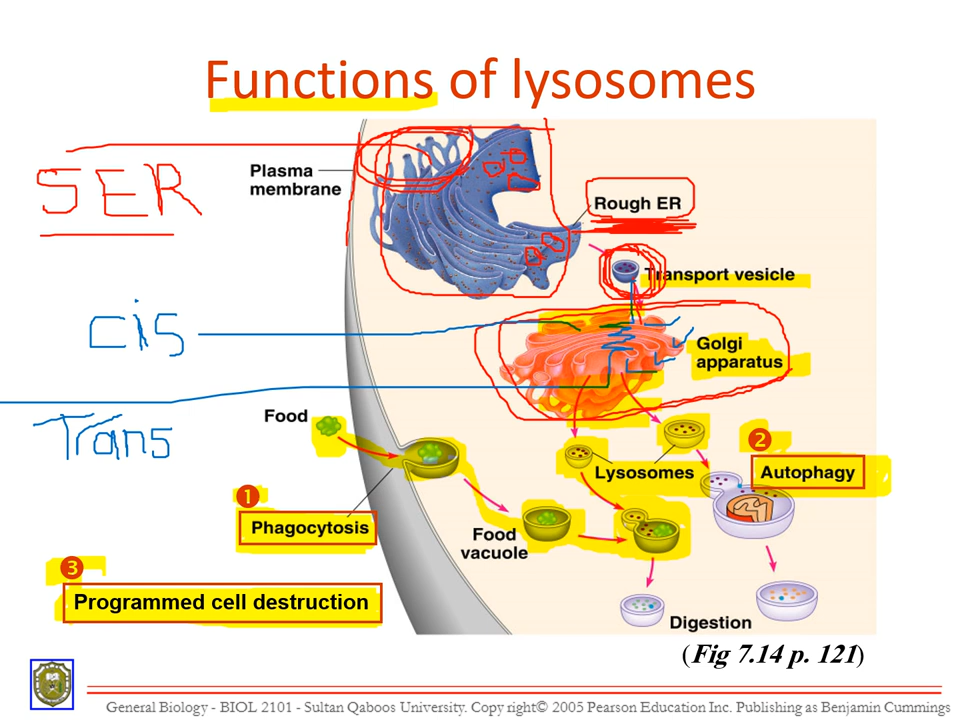 Functions of lysosomes
SER
Plasma
membrane
Rough ER
Transport vesicle
cis
Golgi
apparatus
Trans
Food
2
Lysosomes
Autophagy
1
Phagocytosis
Food
vacuole
3
Programmed cell destruction
Digestion
(Fig 7.14 p. 121)
General Biology - BIOL 2101 - Sultan Qaboos University. Copy right© 2005 Pearson Education Inc. Publishing as Benjamin Cummings